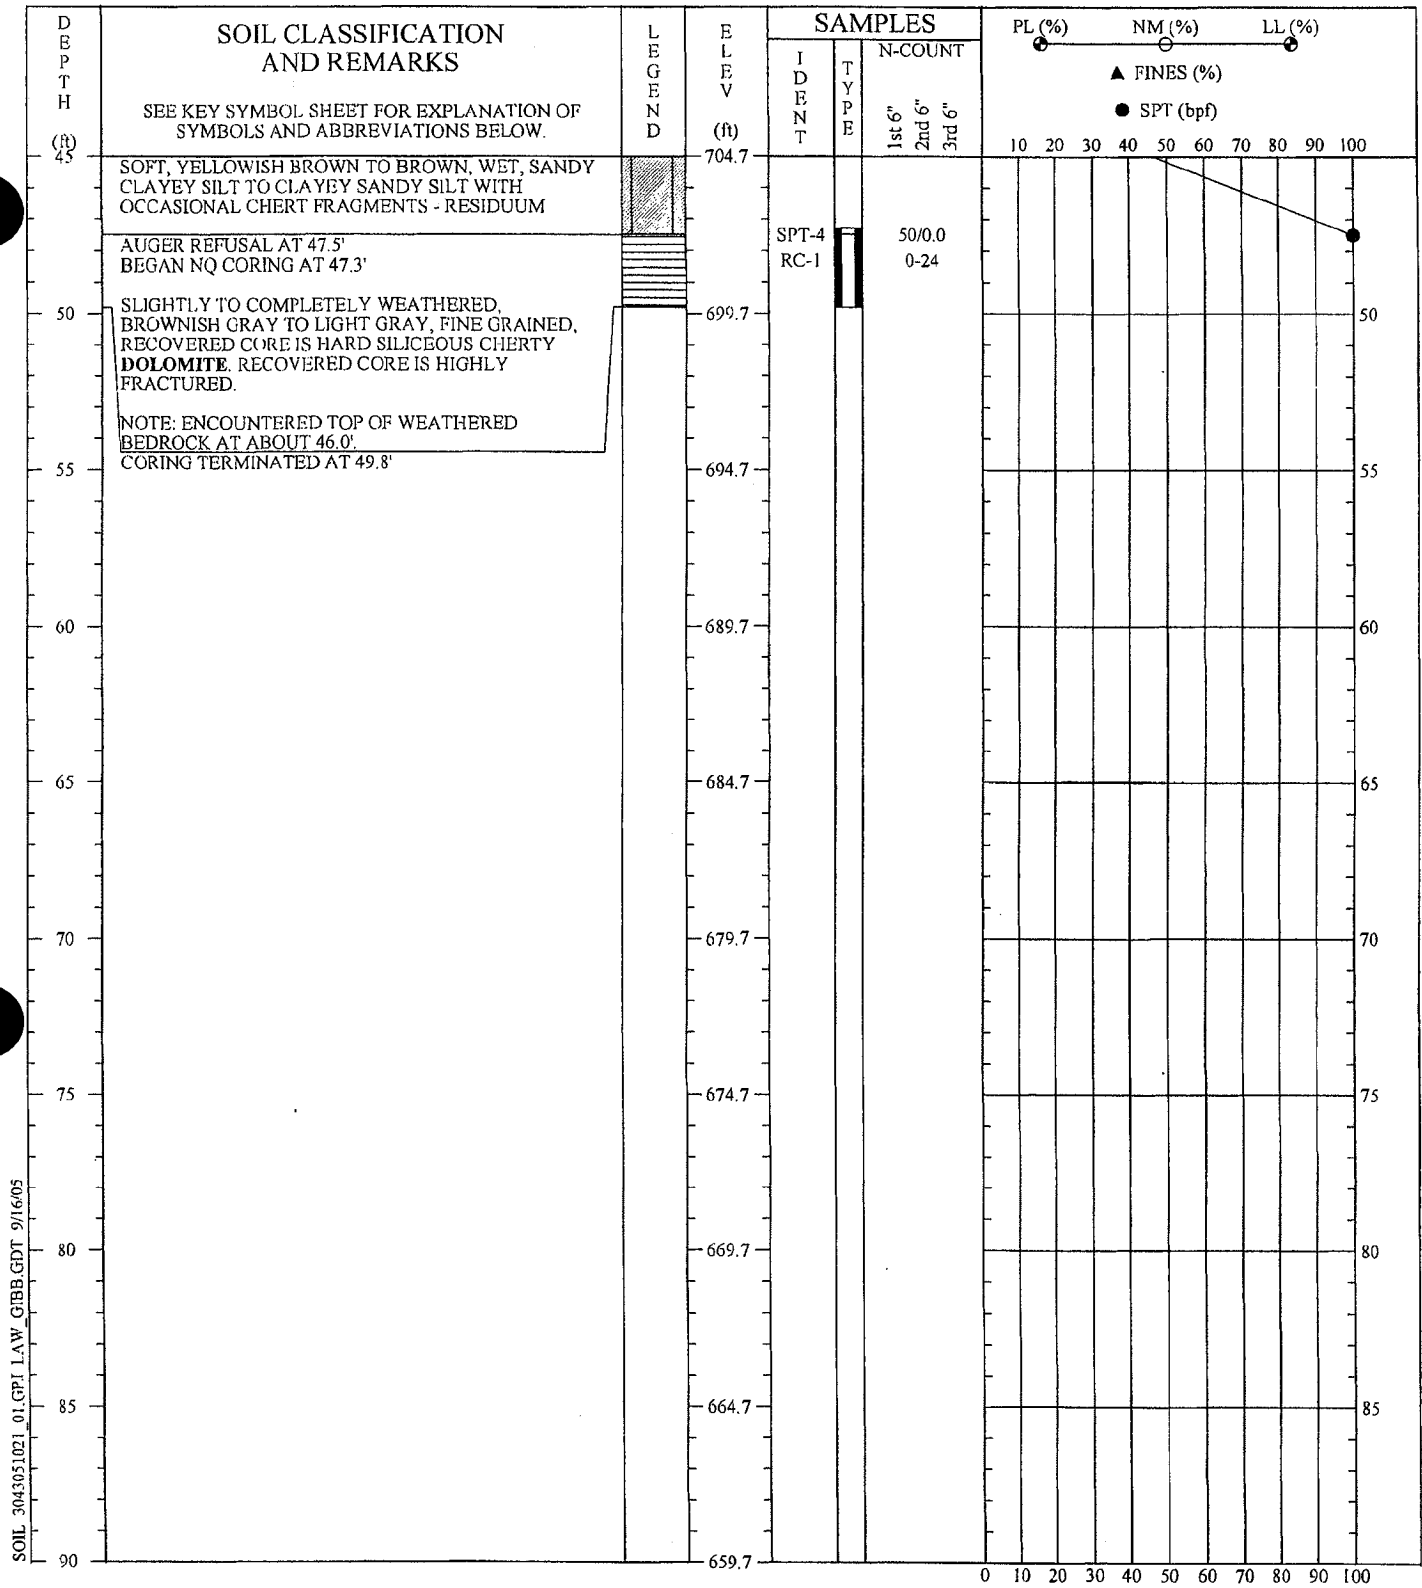 DEPTH (ft)
SOIL CLASSIFICATION
AND REMARKS
SEE KEY SYMBOL SHEET FOR EXPLANATION OF
SYMBOLS AND ABBREVIATIONS BELOW.
LEGEND
ELEV (ft)
SAMPLES
IDENT
TYPE
N-COUNT
1st 6"
2nd 6"
3rd 6"
PL (%) NM (%) LL (%)
▲ FINES (%)
● SPT (bpf)
10 20 30 40 50 60 70 80 90 100
45 704.7
SOFT, YELLOWISH BROWN TO BROWN, WET, SANDY
CLAYEY SILT TO CLAYEY SANDY SILT WITH
OCCASIONAL CHERT FRAGMENTS - RESIDUUM
AUGER REFUSAL AT 47.5'
BEGAN NQ CORING AT 47.3'
SPT-4 50/0.0
RC-1 0-24
SLIGHTLY TO COMPLETELY WEATHERED,
BROWNISH GRAY TO LIGHT GRAY, FINE GRAINED,
RECOVERED CORE IS HARD SILICEOUS CHERTY
DOLOMITE. RECOVERED CORE IS HIGHLY
FRACTURED.
NOTE: ENCOUNTERED TOP OF WEATHERED
BEDROCK AT ABOUT 46.0'.
CORING TERMINATED AT 49.8'
50 699.7 50
55 694.7 55
60 689.7 60
65 684.7 65
70 679.7 70
75 674.7 75
80 669.7 80
85 664.7 85
90 659.7
0 10 20 30 40 50 60 70 80 90 100
SOIL 3043051021_01.GPJ LAW_GIBB.GDT 9/16/05